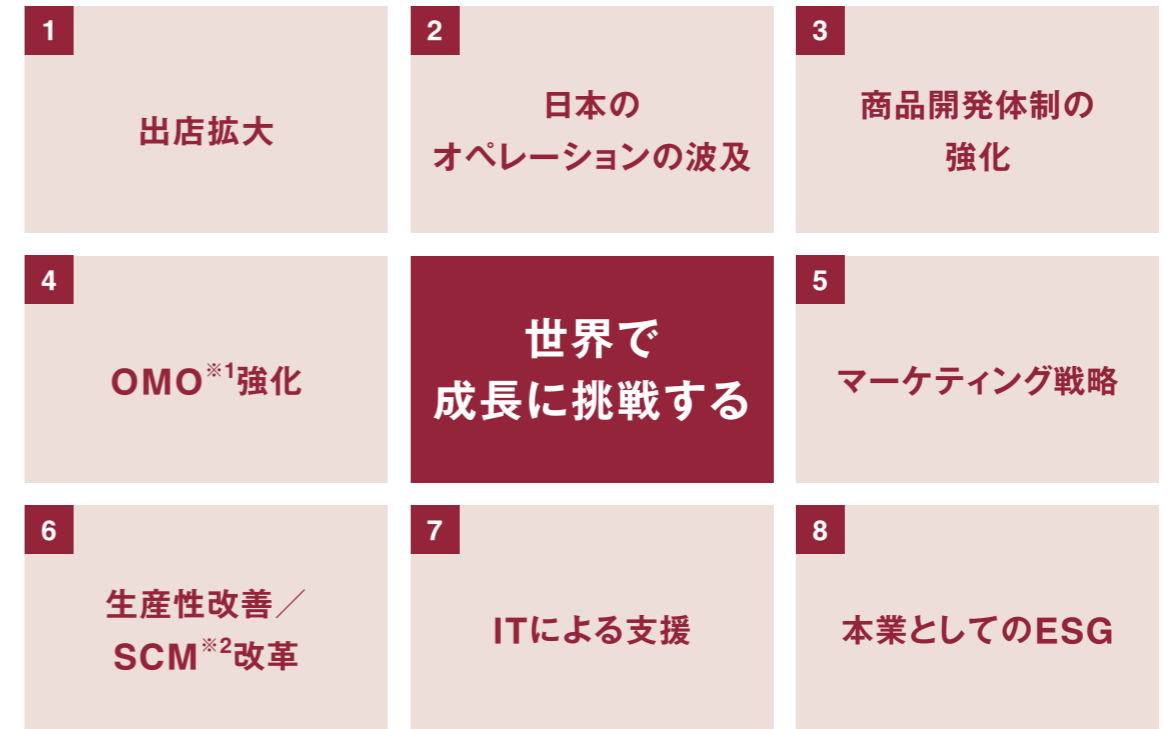 1
出店拡大
2
日本の
オペレーションの波及
3
商品開発体制の
強化
4
OMO※1強化
世界で
成長に挑戦する
5
マーケティング戦略
6
生産性改善／
SCM※2改革
7
ITによる支援
8
本業としてのESG